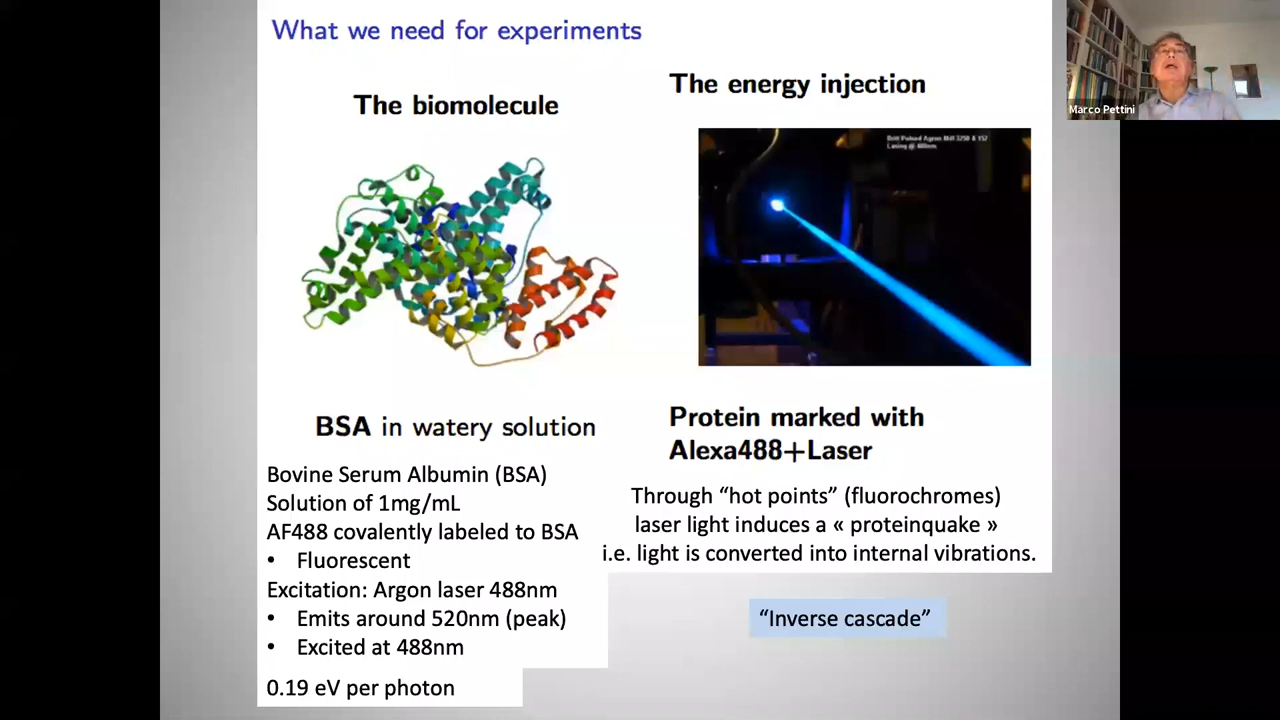 What we need for experiments
The biomolecule
The energy injection
Lasing @ 488nm
Marco Pettini
BSA in watery solution
Bovine Serum Albumin (BSA)
Solution of 1mg/mL
AF488 covalently labeled to BSA
• Fluorescent
Excitation: Argon laser 488nm
• Emits around 520nm (peak)
• Excited at 488nm
0.19 eV per photon
Protein marked with
Alexa488+Laser
Through “hot points” (fluorochromes)
laser light induces a « proteinquake »
i.e. light is converted into internal vibrations.
“Inverse cascade”